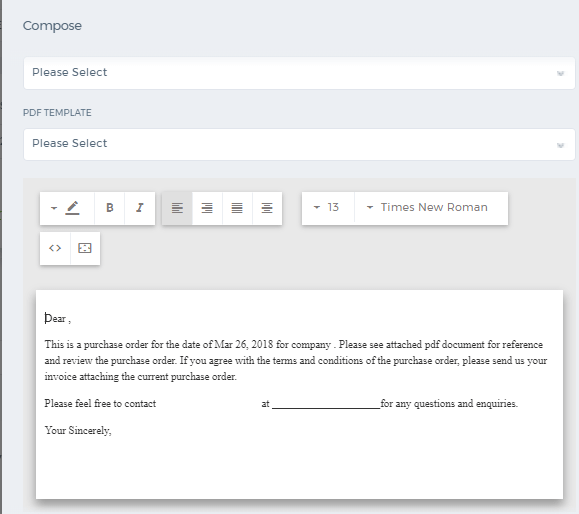 Compose
Please Select
PDF TEMPLATE
Please Select
B I 13 Times New Roman
<>
Dear ,
This is a purchase order for the date of Mar 26, 2018 for company . Please see attached pdf document for reference
and review the purchase order. If you agree with the terms and conditions of the purchase order, please send us your
invoice attaching the current purchase order.
Please feel free to contact at ____________________for any questions and enquiries.
Your Sincerely,